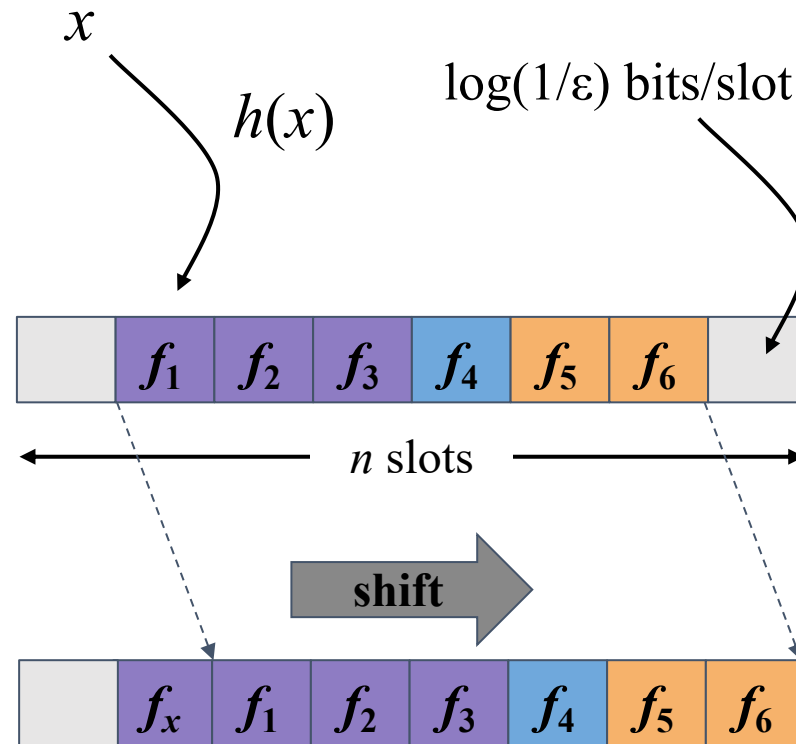 x
h(x)
log(1/ε) bits/slot
f₁ f₂ f₃ f₄ f₅ f₆
n slots
shift
fₓ f₁ f₂ f₃ f₄ f₅ f₆